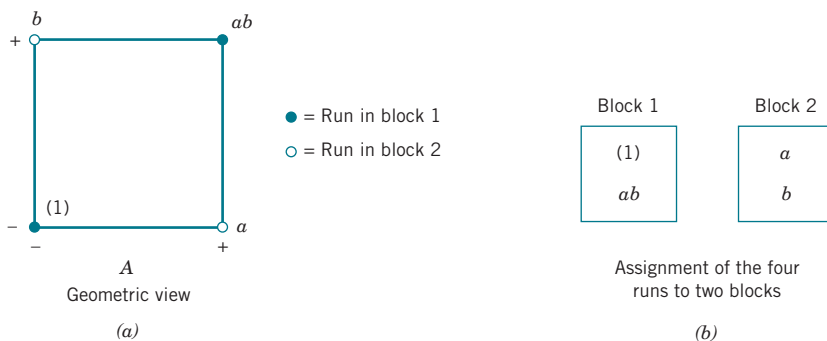 b
ab
+
= Run in block 1
= Run in block 2
(1)
−
a
−
+
A
Geometric view
(a)
Block 1
Block 2
(1)
a
ab
b
Assignment of the four
runs to two blocks
(b)